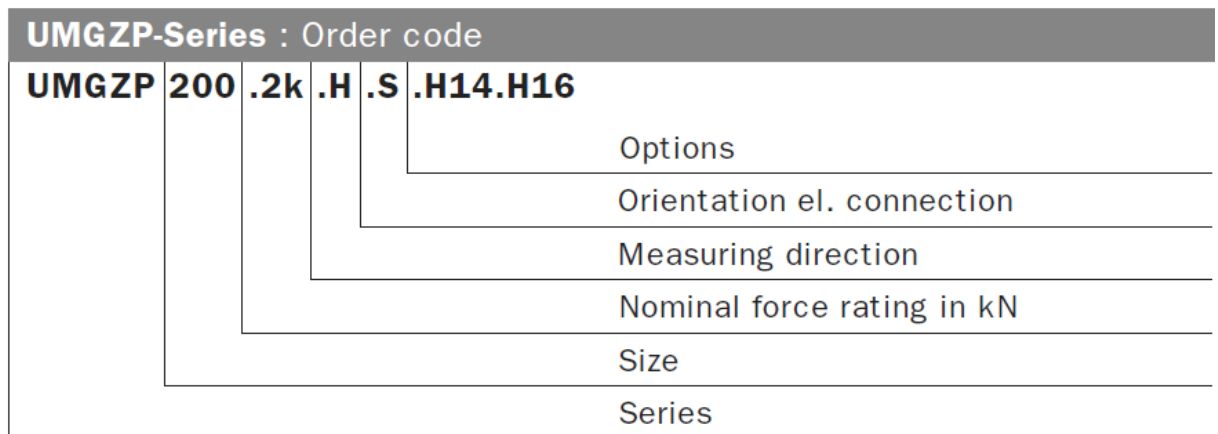 UMGZP-Series : Order code
UMGZP 200 .2k .H .S .H14.H16
Options
Orientation el. connection
Measuring direction
Nominal force rating in kN
Size
Series